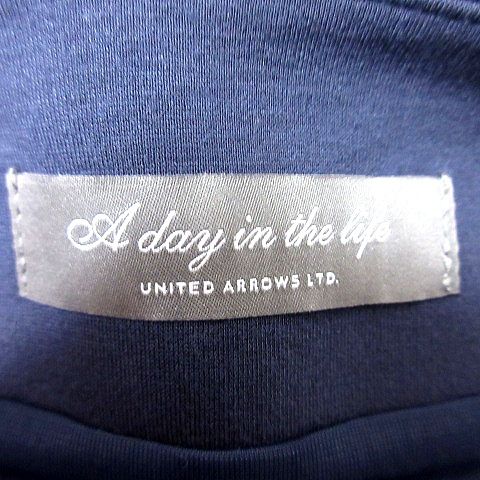 A day in the life
UNITED ARROWS LTD.